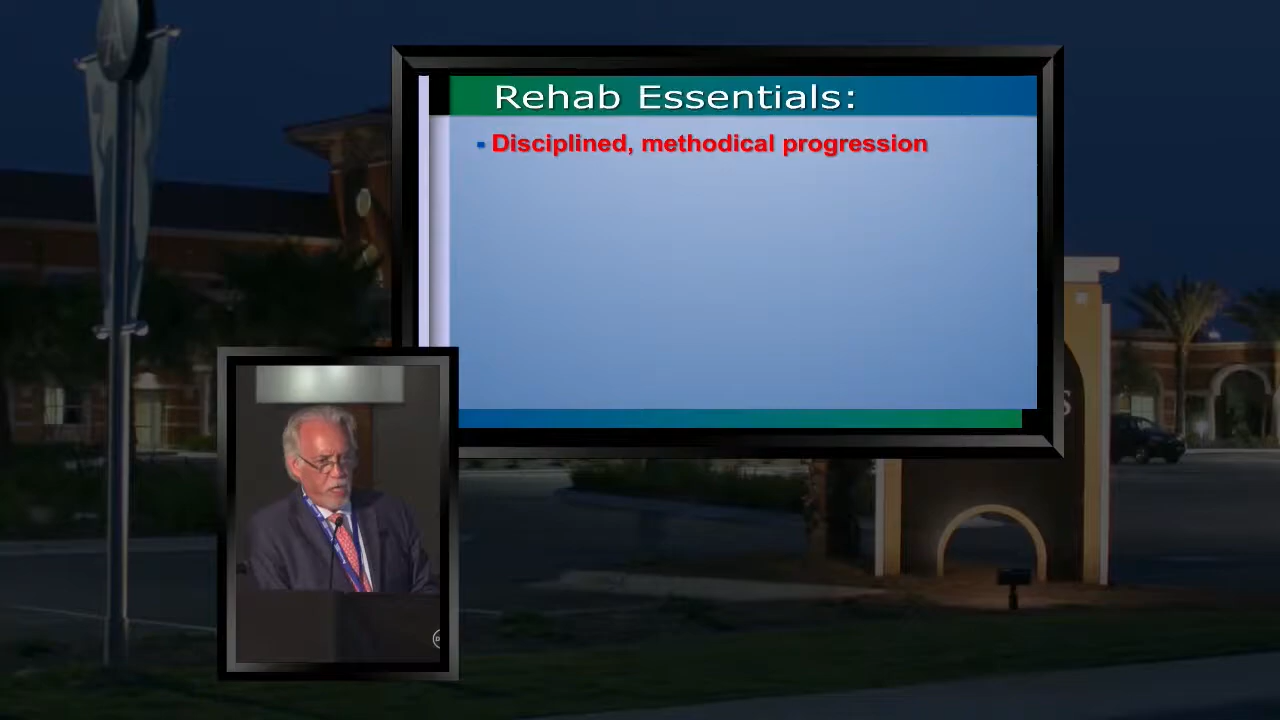 Rehab Essentials:
- Disciplined, methodical progression
S